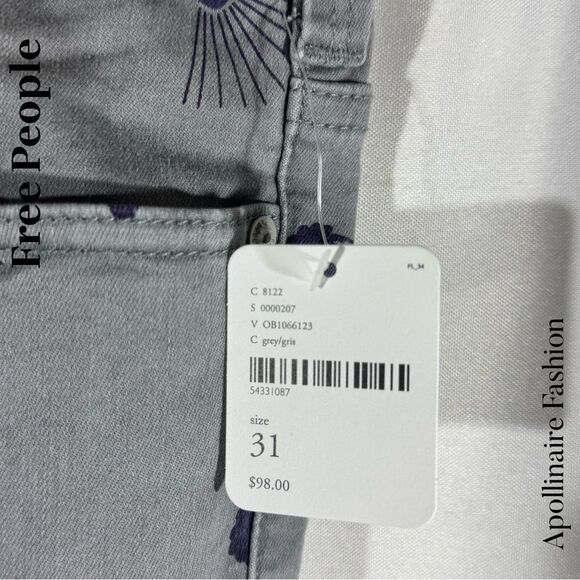 Free People
FL_34
C 8122
S 0000207
V OB1066123
C grey/gris
54331087
size
31
$98.00
Apollinaire Fashion